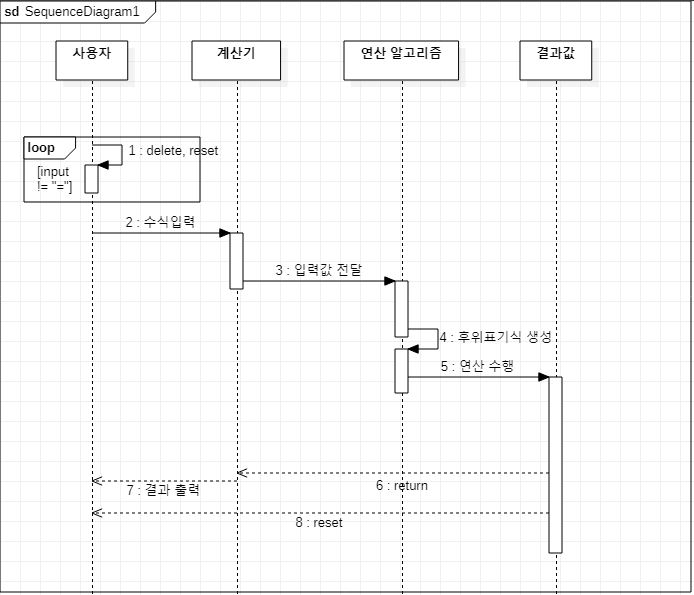 sd SequenceDiagram1
사용자
계산기
연산 알고리즘
결과값
loop
1 : delete, reset
[input
!= "="]
2 : 수식입력
3 : 입력값 전달
4 : 후위표기식 생성
5 : 연산 수행
6 : return
7 : 결과 출력
8 : reset